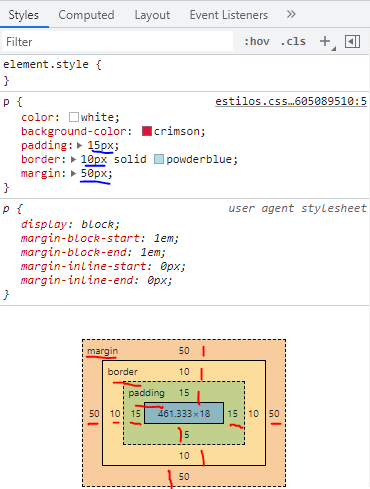 Styles Computed Layout Event Listeners »
Filter :hov .cls +
element.style {
}
p { estilos.css…605089510:5
color: white;
background-color: crimson;
padding: 15px;
border: 10px solid powderblue;
margin: 50px;
}
p { user agent stylesheet
display: block;
margin-block-start: 1em;
margin-block-end: 1em;
margin-inline-start: 0px;
margin-inline-end: 0px;
}
margin 50
border 10
padding 15
50 10 15 461.333×18 15 10 50
5
10
50